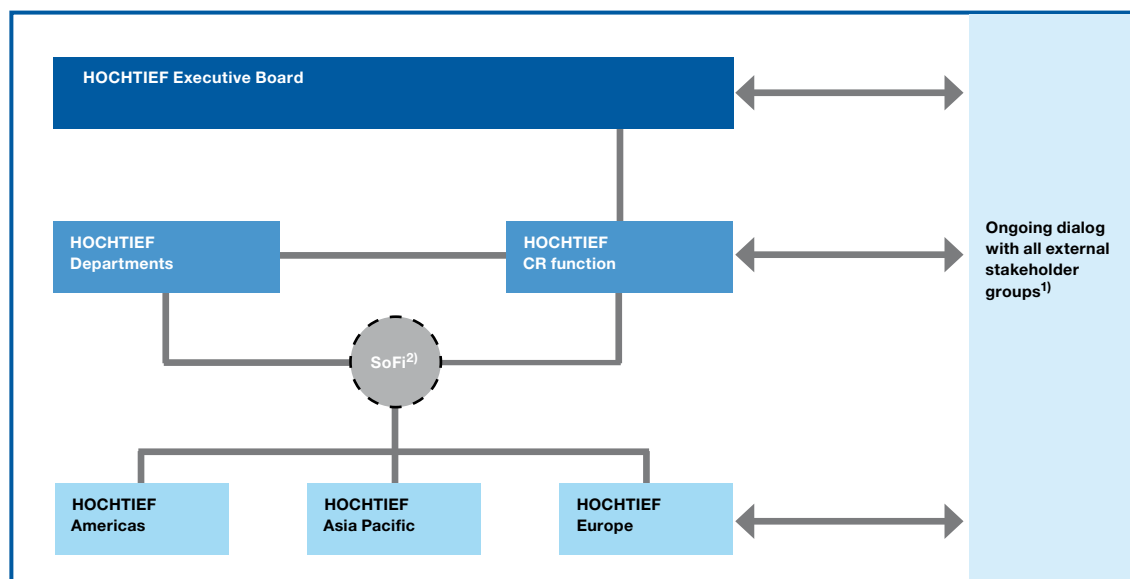 HOCHTIEF Executive Board
HOCHTIEF
Departments
HOCHTIEF
CR function
Ongoing dialog
with all external
stakeholder
groups1)
SoFi2)
HOCHTIEF
Americas
HOCHTIEF
Asia Pacific
HOCHTIEF
Europe